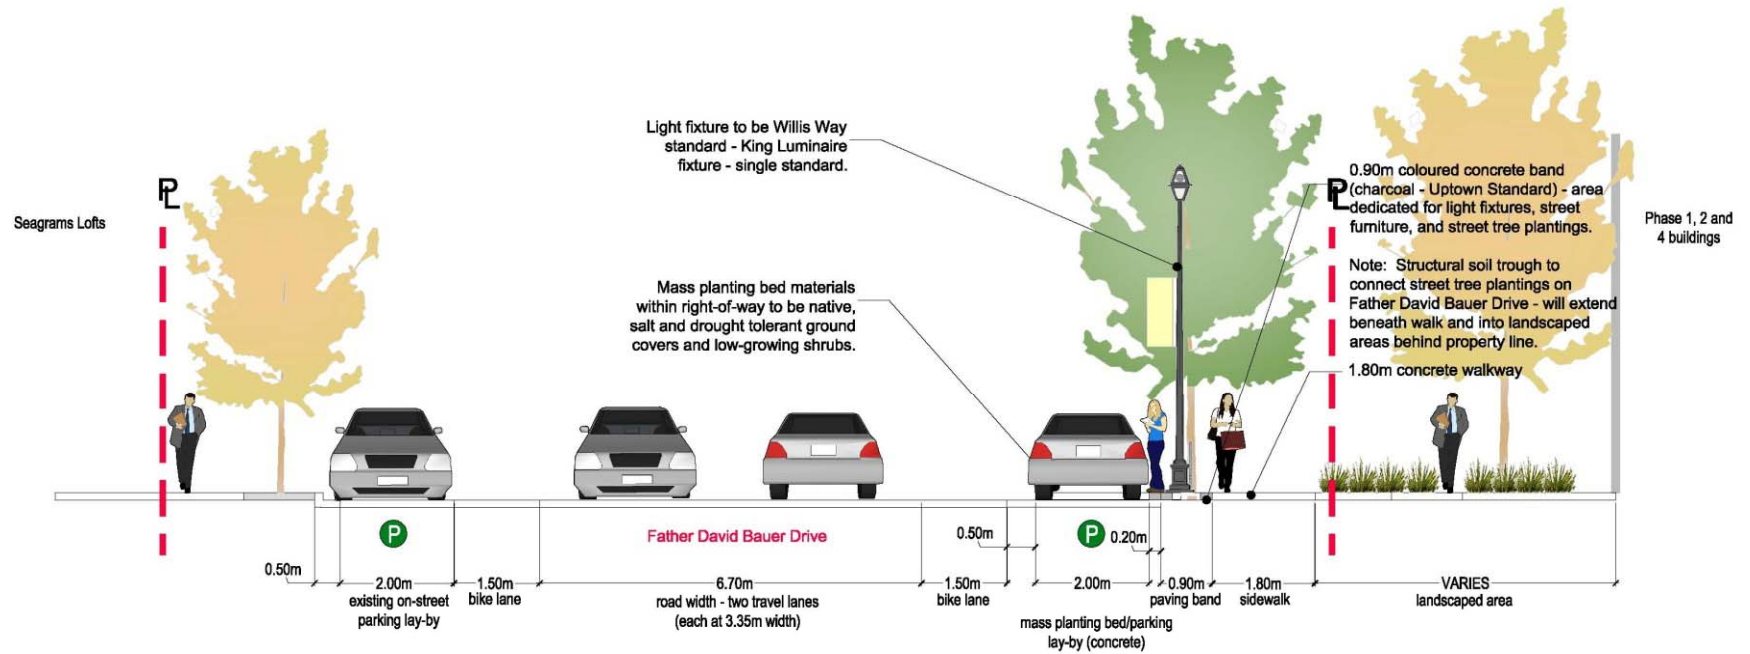 Seagrams Lofts
PL
Light fixture to be Willis Way
standard - King Luminaire
fixture - single standard.
Mass planting bed materials
within right-of-way to be native,
salt and drought tolerant ground
covers and low-growing shrubs.
PL
0.90m coloured concrete band
(charcoal - Uptown Standard) - area
dedicated for light fixtures, street
furniture, and street tree plantings.
Note: Structural soil trough to
connect street tree plantings on
Father David Bauer Drive - will extend
beneath walk and into landscaped
areas behind property line.
1.80m concrete walkway
Phase 1, 2 and
4 buildings
P
Father David Bauer Drive
P
0.50m
2.00m
existing on-street
parking lay-by
1.50m
bike lane
6.70m
road width - two travel lanes
(each at 3.35m width)
1.50m
bike lane
0.50m
2.00m
mass planting bed/parking
lay-by (concrete)
0.20m
0.90m
paving band
1.80m
sidewalk
VARIES
landscaped area